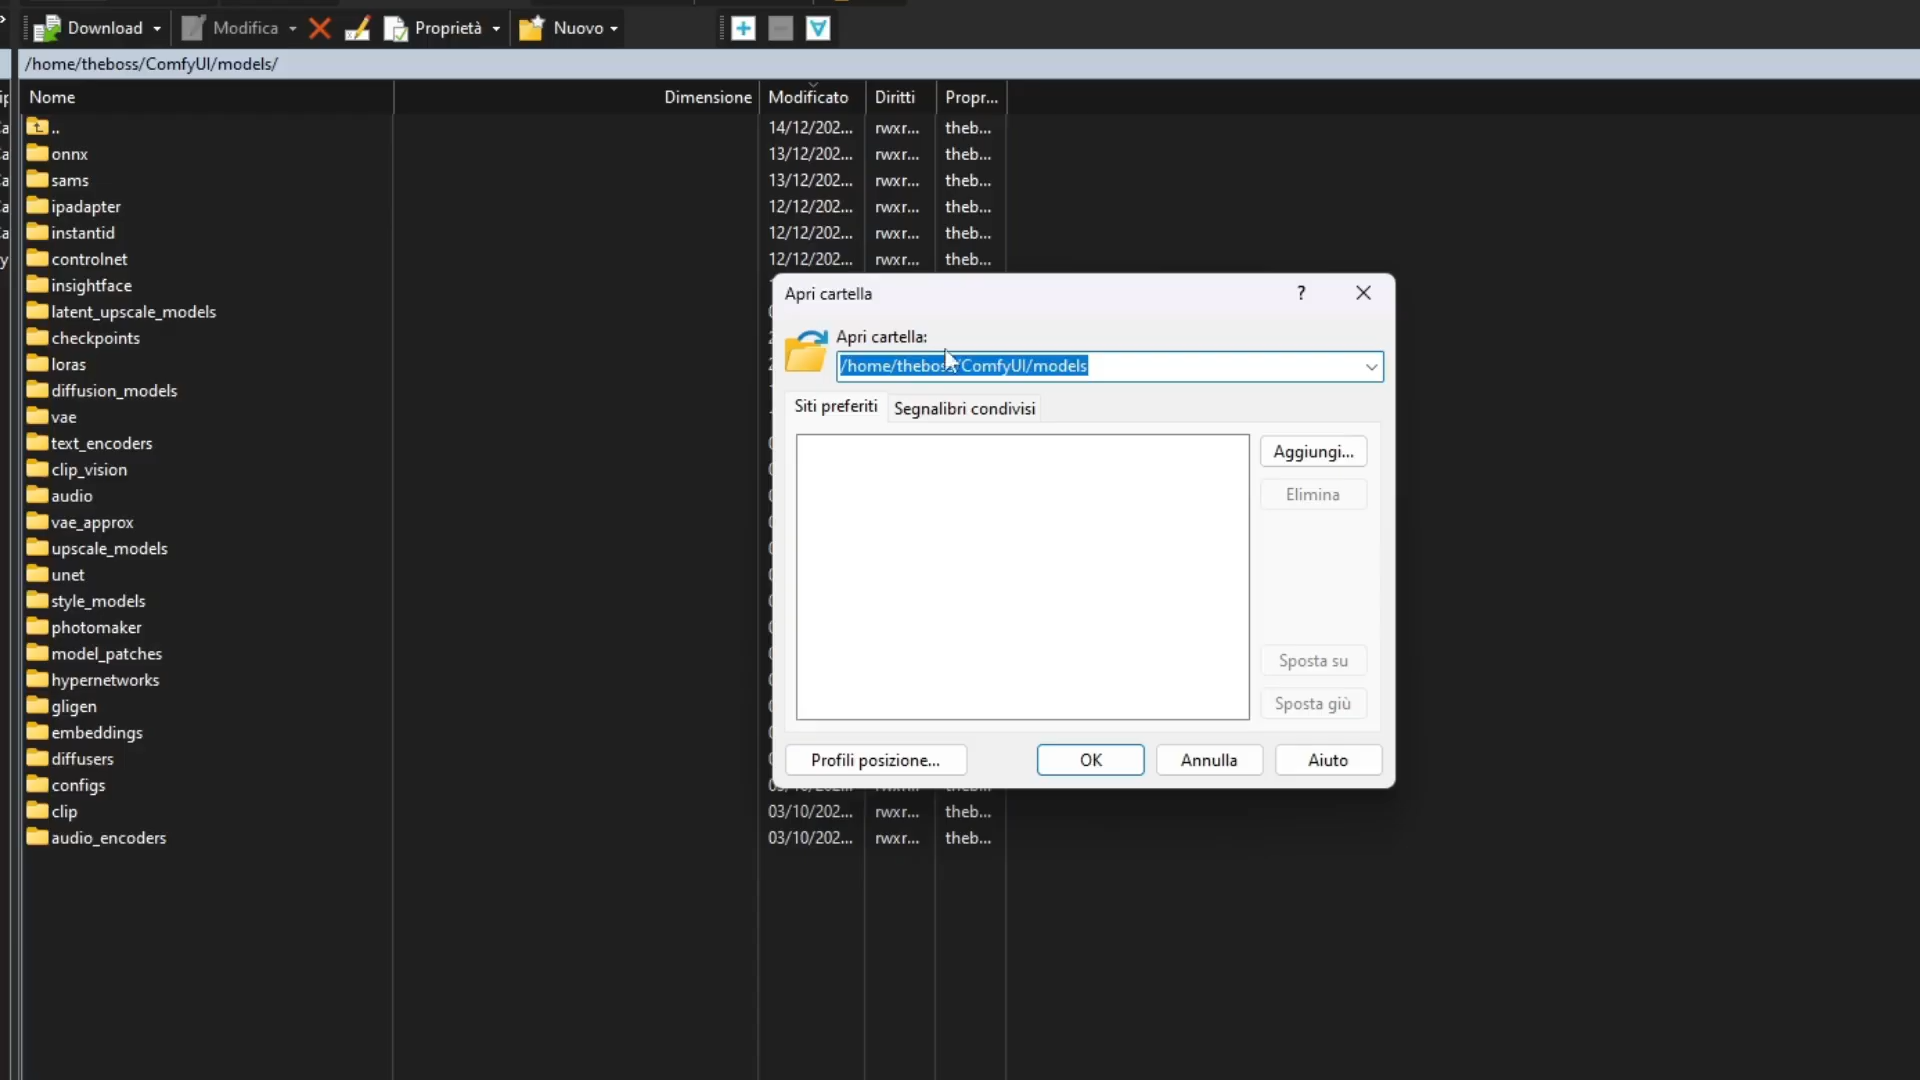 Download Modifica Proprietà Nuovo
/home/theboss/ComfyUI/models/
Nome Dimensione Modificato Diritti Propr...
.. 14/12/202... rwxr... theb...
onnx 13/12/202... rwxr... theb...
sams 13/12/202... rwxr... theb...
ipadapter 12/12/202... rwxr... theb...
instantid 12/12/202... rwxr... theb...
controlnet 12/12/202... rwxr... theb...
insightface
latent_upscale_models
checkpoints
loras
diffusion_models
vae
text_encoders
clip_vision
audio
vae_approx
upscale_models
unet
style_models
photomaker
model_patches
hypernetworks
gligen
embeddings
diffusers
configs
clip 03/10/202... rwxr... theb...
audio_encoders 03/10/202... rwxr... theb...
Apri cartella ?
Apri cartella:
/home/theboss/ComfyUI/models
Siti preferiti Segnalibri condivisi
Aggiungi...
Elimina
Sposta su
Sposta giù
Profili posizione... OK Annulla Aiuto